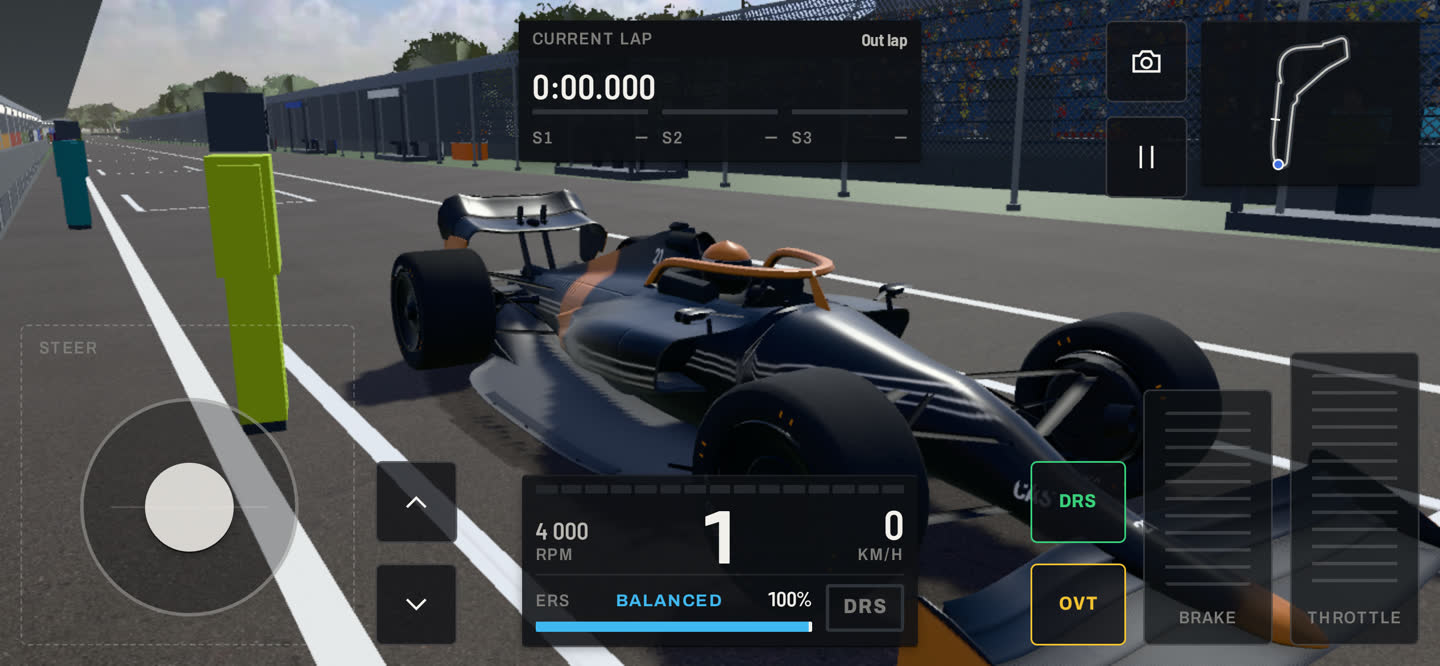 CURRENT LAP
Out lap
0:00.000
S1 – S2 – S3 –
STEER
21
4 000
RPM
1
0
KM/H
ERS BALANCED 100% DRS
DRS
OVT
BRAKE
THROTTLE